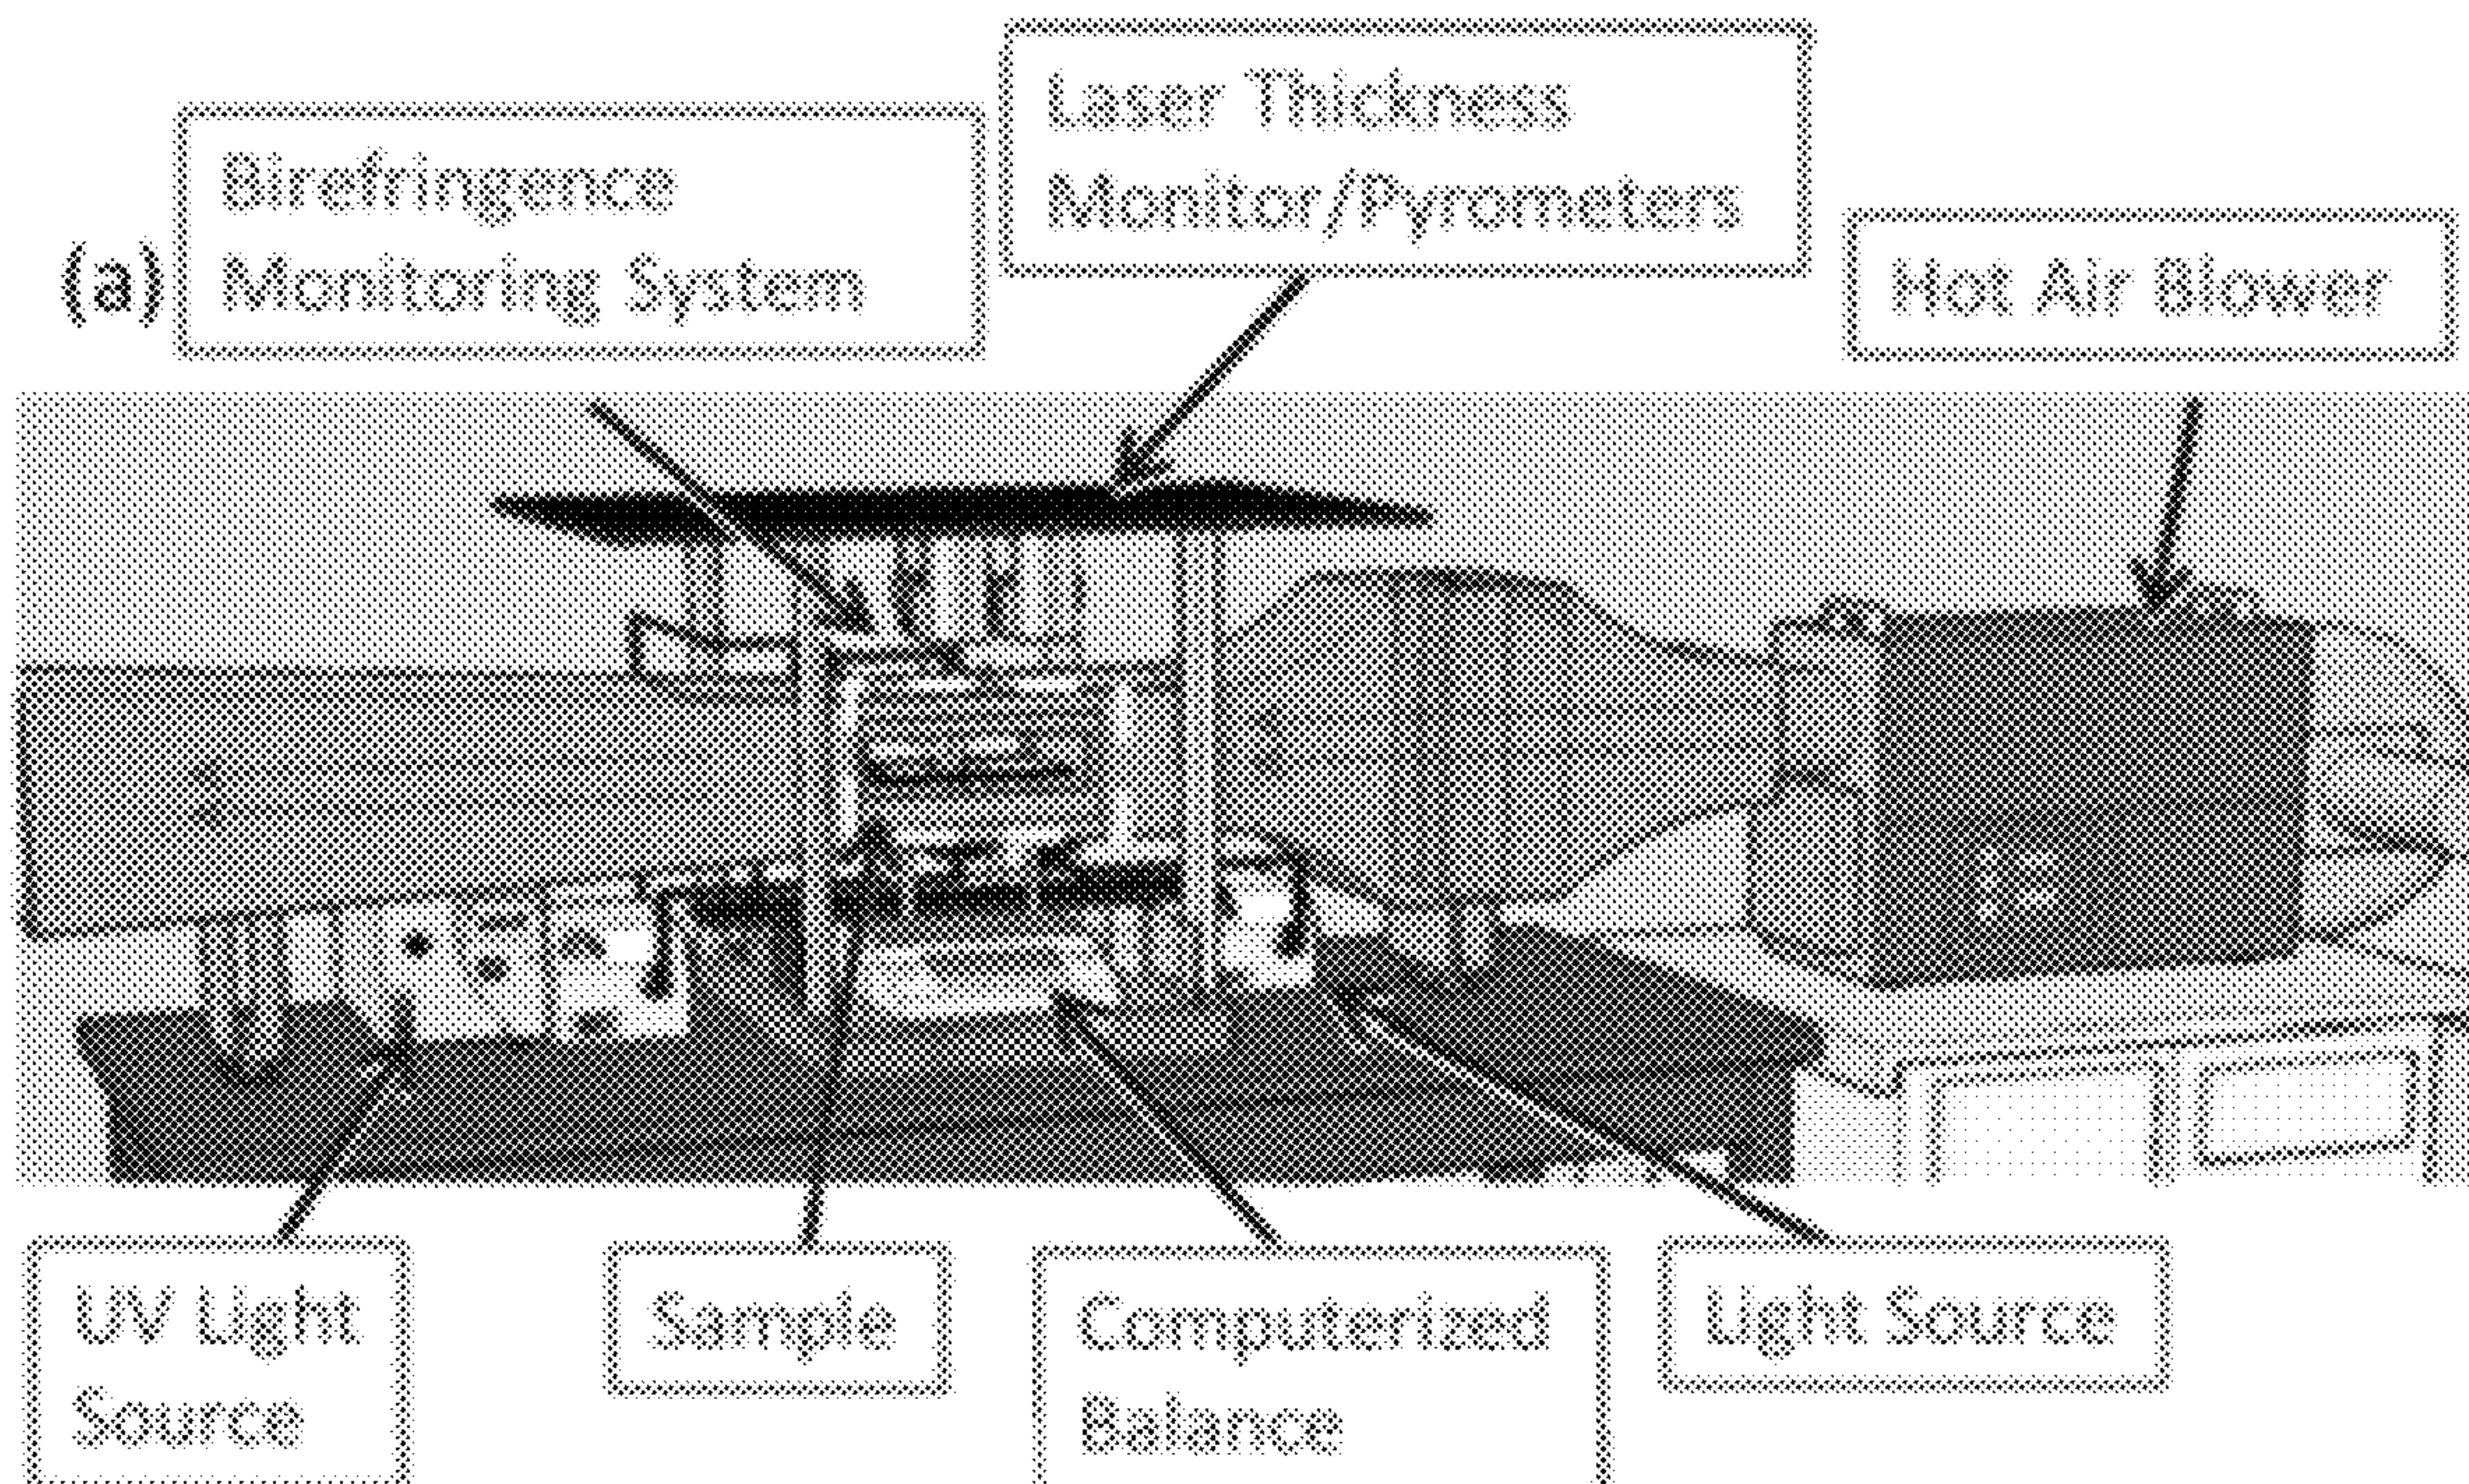 Laser Thickness
Monitor/Pyrometers
Birefringence
Monitoring System
(a)
Hot Air Blower
UV Light
Source
Sample
Computerized
Balance
Light Source